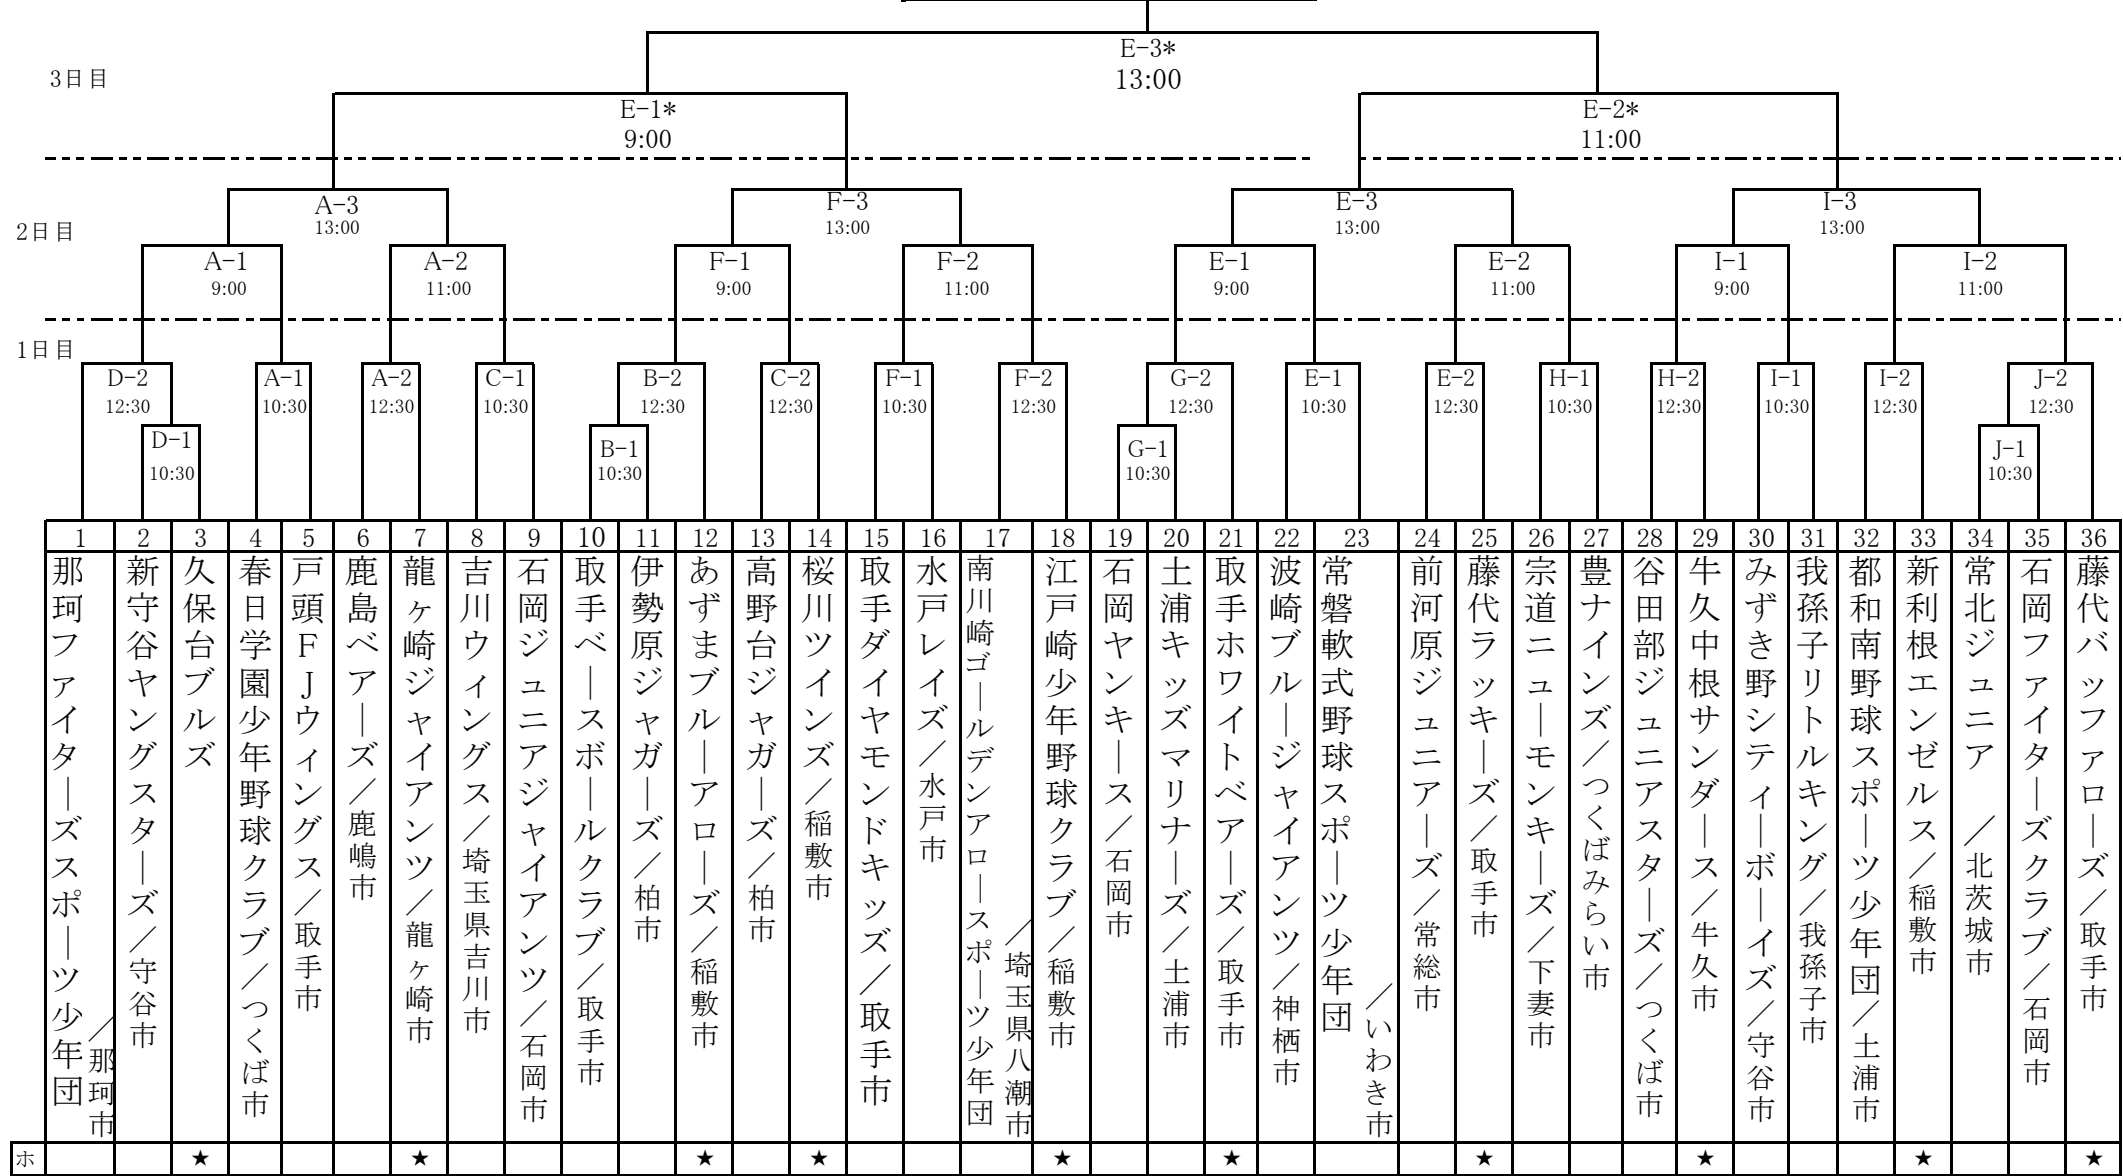 E-3*
13:00
3日目
E-1*
9:00
E-2*
11:00
2日目
A-3
13:00
F-3
13:00
E-3
13:00
I-3
13:00
A-1
9:00
A-2
11:00
F-1
9:00
F-2
11:00
E-1
9:00
E-2
11:00
I-1
9:00
I-2
11:00
1日目
D-2
12:30
A-1
10:30
A-2
12:30
C-1
10:30
B-2
12:30
C-2
12:30
F-1
10:30
F-2
12:30
G-2
12:30
E-1
10:30
E-2
12:30
H-1
10:30
H-2
12:30
I-1
10:30
I-2
12:30
J-2
12:30
D-1
10:30
B-1
10:30
G-1
10:30
J-1
10:30
1 2 3 4 5 6 7 8 9 10 11 12 13 14 15 16 17 18 19 20 21 22 23 24 25 26 27 28 29 30 31 32 33 34 35 36
那珂ファイターズスポーツ少年団
／那珂市
新守谷ヤングスターズ／守谷市
久保台ブルズ
春日学園少年野球クラブ／つくば市
戸頭FJウィングス／取手市
鹿島ベアーズ／鹿嶋市
龍ヶ崎ジャイアンツ／龍ヶ崎市
吉川ウィングス／埼玉県吉川市
石岡ジュニアジャイアンツ／石岡市
取手ベースボールクラブ／取手市
伊勢原ジャガーズ／柏市
あずまブルーアローズ／稲敷市
高野台ジャガーズ／柏市
桜川ツインズ／稲敷市
取手ダイヤモンドキッズ／取手市
水戸レイズ／水戸市
南川崎ゴールデンアロースポーツ少年団
／埼玉県八潮市
江戸崎少年野球クラブ／稲敷市
石岡ヤンキース／石岡市
土浦キッズマリナーズ／土浦市
取手ホワイトベアーズ／取手市
波崎ブルージャイアンツ／神栖市
常磐軟式野球スポーツ少年団
／いわき市
前河原ジュニアーズ／常総市
藤代ラッキーズ／取手市
宗道ニューモンキーズ／下妻市
豊ナインズ／つくばみらい市
谷田部ジュニアスターズ／つくば市
牛久中根サンダース／牛久市
みずき野シティーボーイズ／守谷市
我孫子リトルキング／我孫子市
都和南野球スポーツ少年団／土浦市
新利根エンゼルス／稲敷市
常北ジュニア　／北茨城市
石岡ファイターズクラブ／石岡市
藤代バッファローズ／取手市
ホ ★ ★ ★ ★ ★ ★ ★ ★ ★ ★